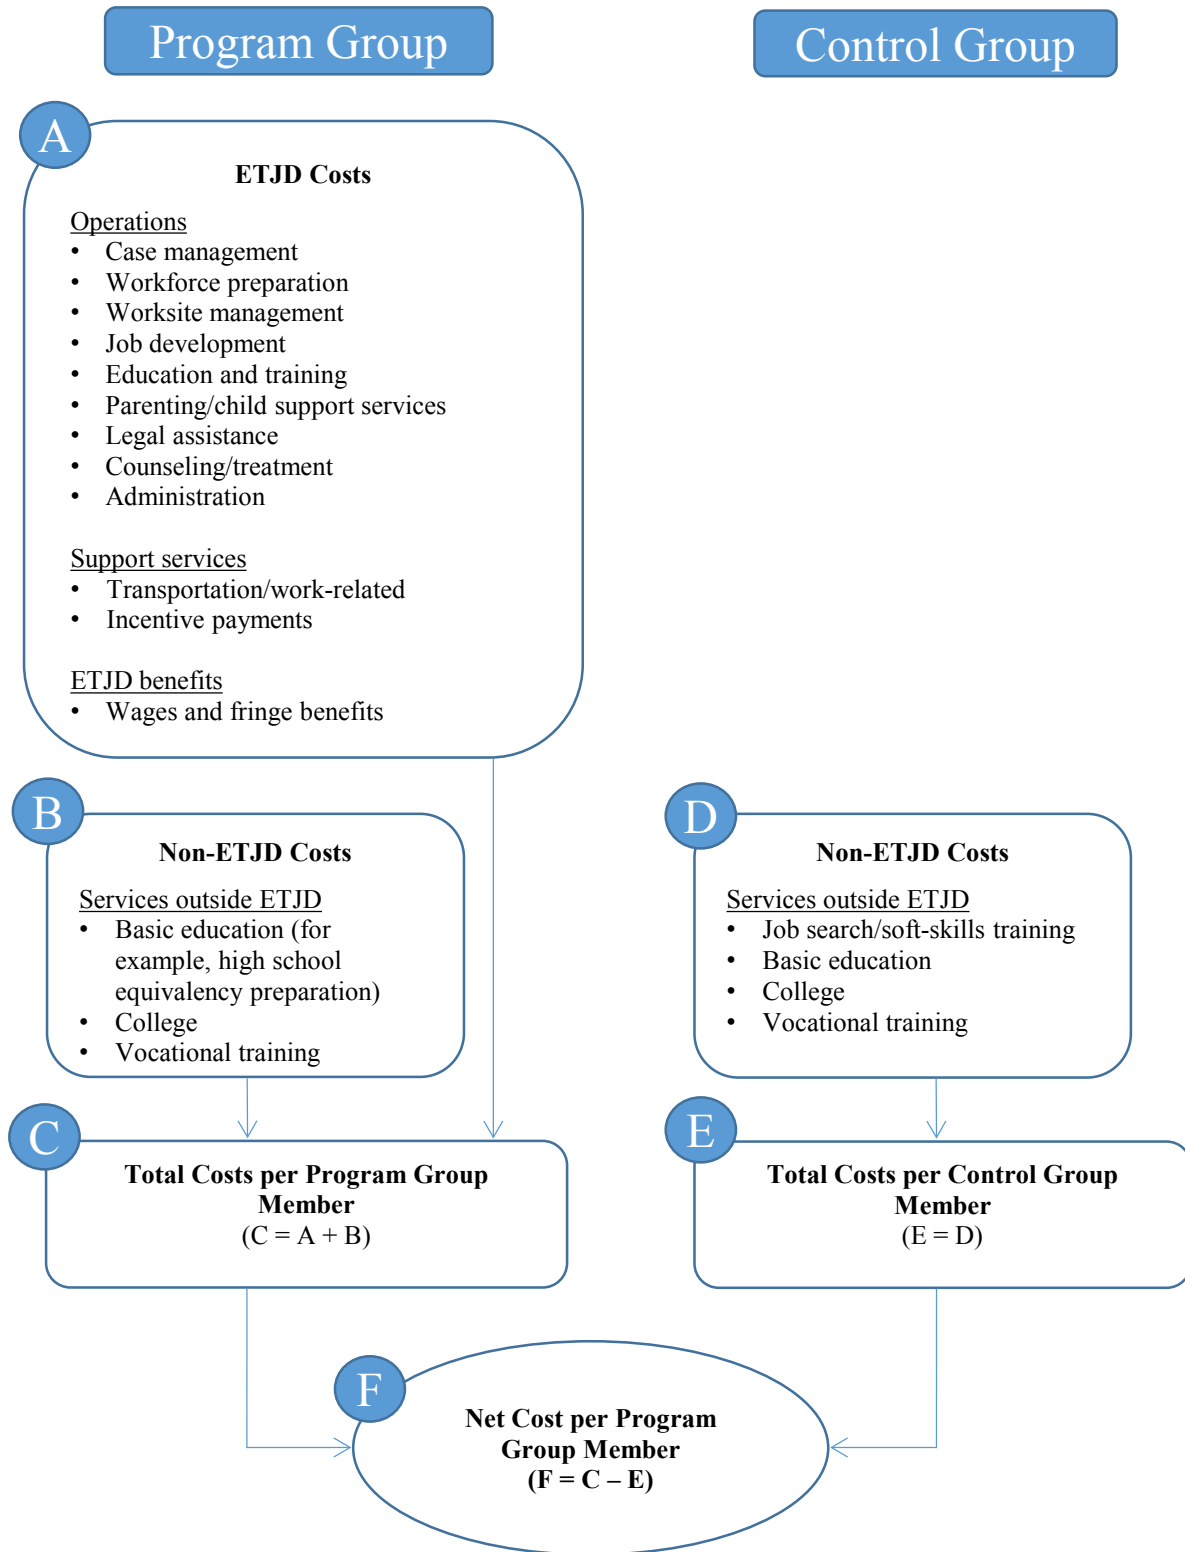 Program Group
Control Group
A
ETJD Costs
Operations
• Case management
• Workforce preparation
• Worksite management
• Job development
• Education and training
• Parenting/child support services
• Legal assistance
• Counseling/treatment
• Administration
Support services
• Transportation/work-related
• Incentive payments
ETJD benefits
• Wages and fringe benefits
B
Non-ETJD Costs
Services outside ETJD
• Basic education (for
example, high school
equivalency preparation)
• College
• Vocational training
D
Non-ETJD Costs
Services outside ETJD
• Job search/soft-skills training
• Basic education
• College
• Vocational training
C
Total Costs per Program Group
Member
(C = A + B)
E
Total Costs per Control Group
Member
(E = D)
F
Net Cost per Program
Group Member
(F = C – E)